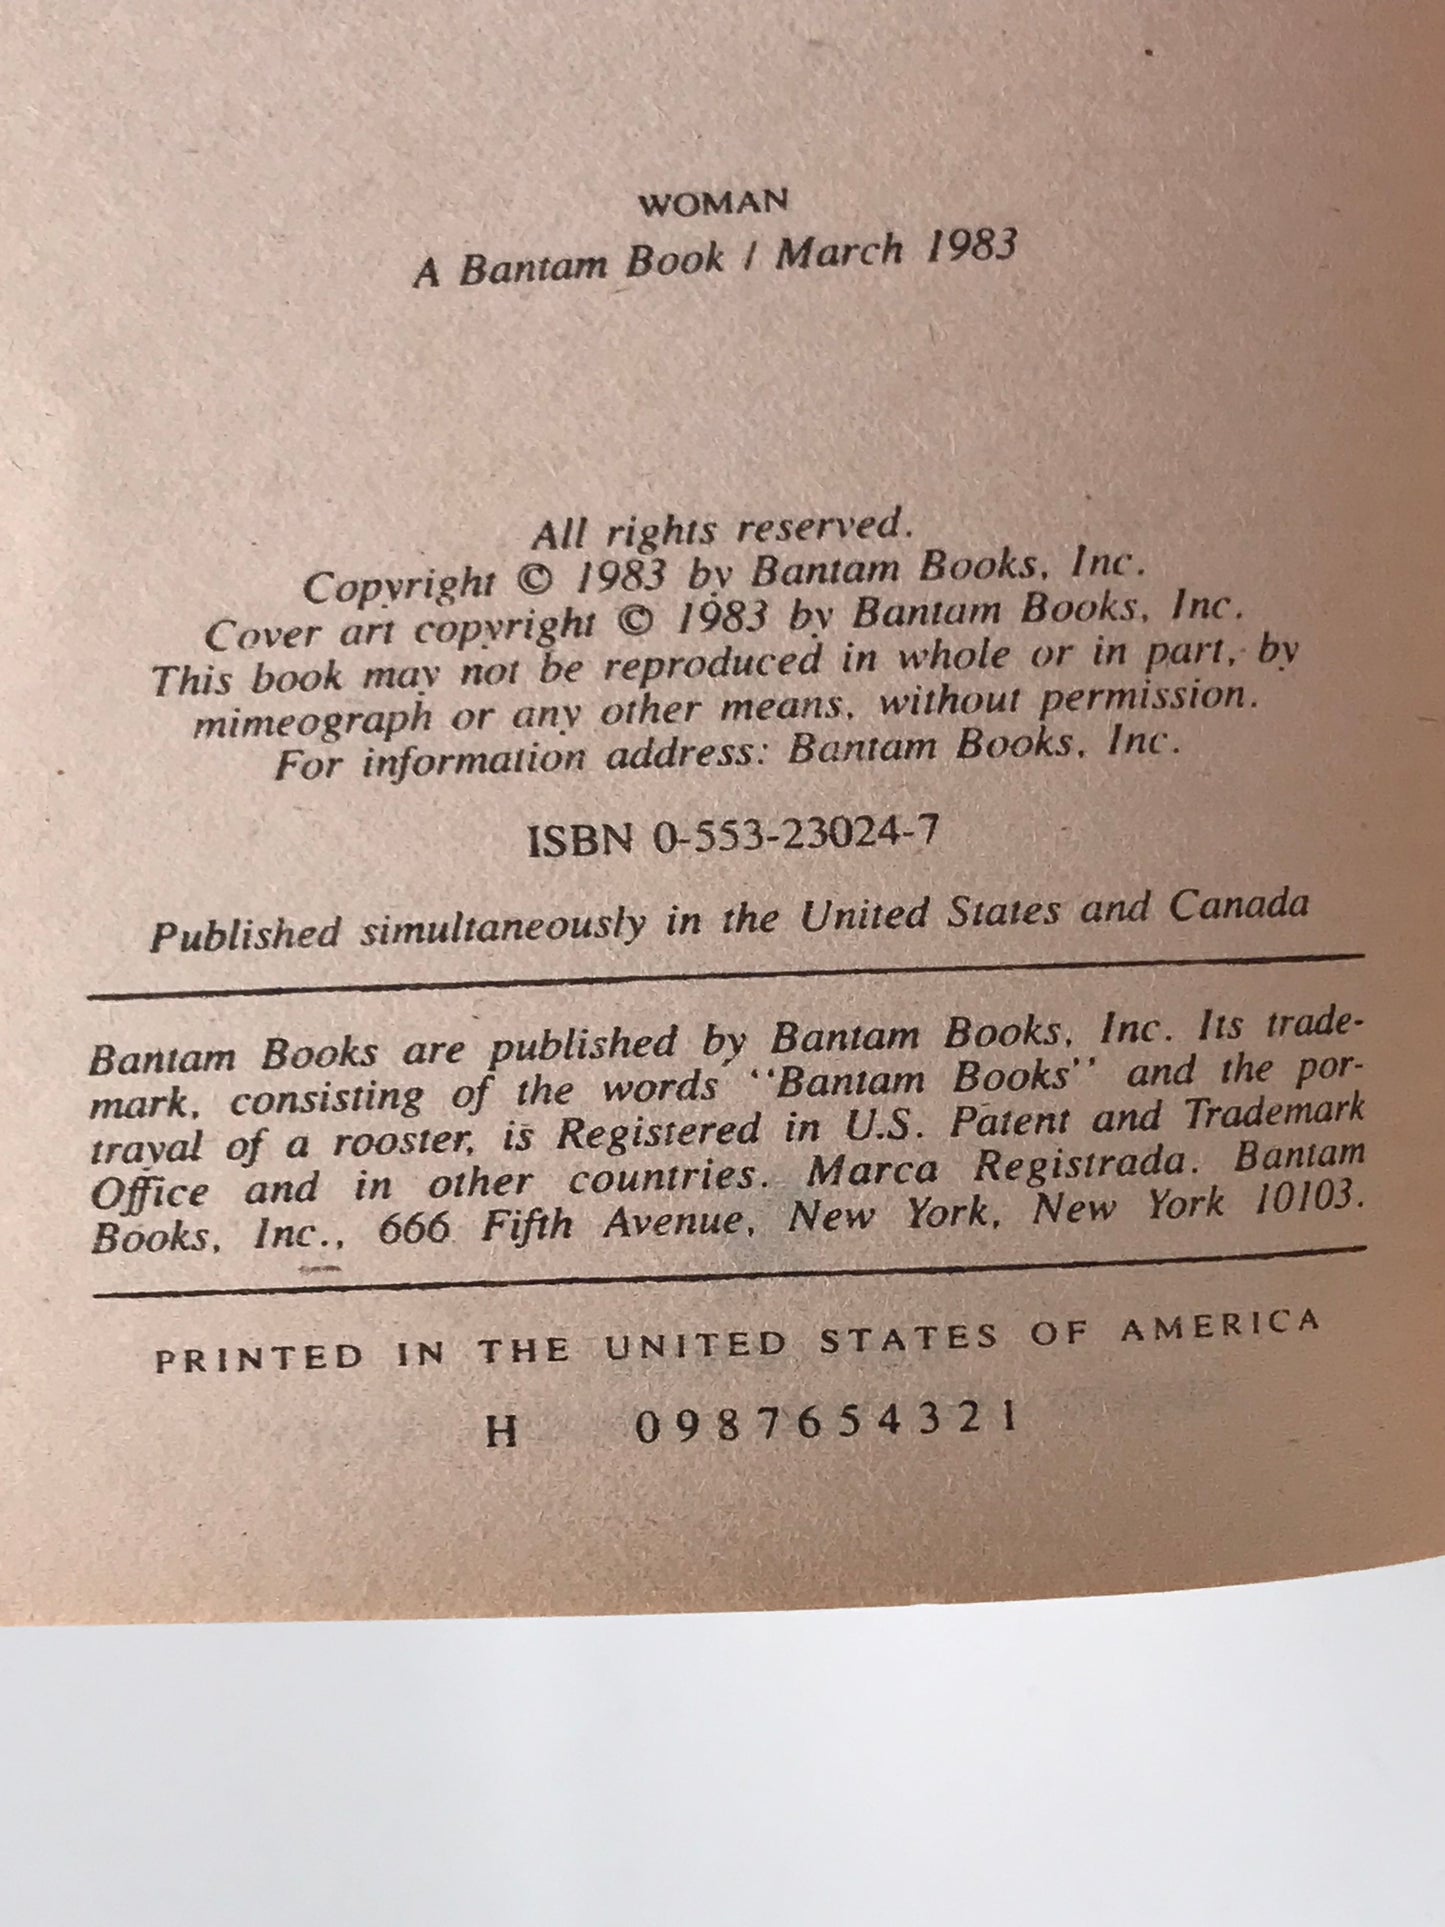 WOMAN
A Bantam Book / March 1983
All rights reserved.
Copyright © 1983 by Bantam Books, Inc.
Cover art copyright © 1983 by Bantam Books, Inc.
This book may not be reproduced in whole or in part, by
mimeograph or any other means, without permission.
For information address: Bantam Books, Inc.
ISBN 0-553-23024-7
Published simultaneously in the United States and Canada
Bantam Books are published by Bantam Books, Inc. Its trade-
mark, consisting of the words "Bantam Books" and the por-
trayal of a rooster, is Registered in U.S. Patent and Trademark
Office and in other countries. Marca Registrada. Bantam
Books, Inc., 666 Fifth Avenue, New York, New York 10103.
PRINTED IN THE UNITED STATES OF AMERICA
H 0 9 8 7 6 5 4 3 2 1